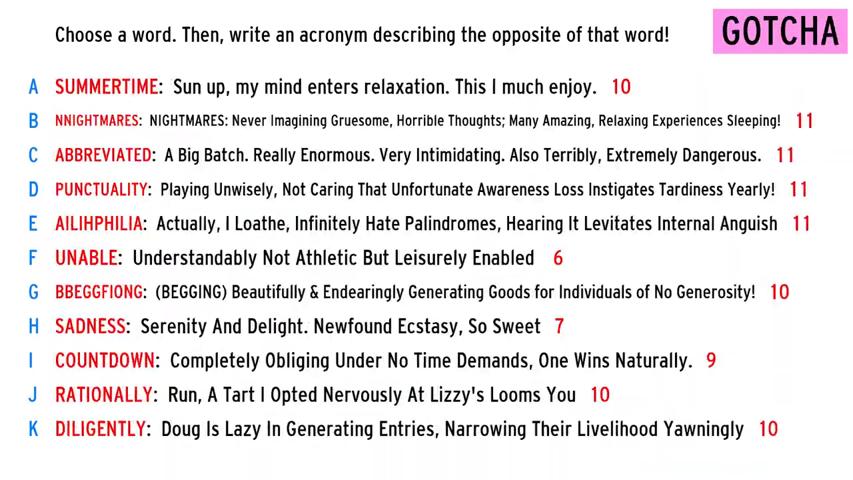 Choose a word. Then, write an acronym describing the opposite of that word!
GOTCHA
A SUMMERTIME: Sun up, my mind enters relaxation. This I much enjoy. 10
B NNIGHTMARES: NIGHTMARES: Never Imagining Gruesome, Horrible Thoughts; Many Amazing, Relaxing Experiences Sleeping! 11
C ABBREVIATED: A Big Batch. Really Enormous. Very Intimidating. Also Terribly, Extremely Dangerous. 11
D PUNCTUALITY: Playing Unwisely, Not Caring That Unfortunate Awareness Loss Instigates Tardiness Yearly! 11
E AILIHPHILIA: Actually, I Loathe, Infinitely Hate Palindromes, Hearing It Levitates Internal Anguish 11
F UNABLE: Understandably Not Athletic But Leisurely Enabled 6
G BBEGGFIONG: (BEGGING) Beautifully & Endearingly Generating Goods for Individuals of No Generosity! 10
H SADNESS: Serenity And Delight. Newfound Ecstasy, So Sweet 7
I COUNTDOWN: Completely Obliging Under No Time Demands, One Wins Naturally. 9
J RATIONALLY: Run, A Tart I Opted Nervously At Lizzy's Looms You 10
K DILIGENTLY: Doug Is Lazy In Generating Entries, Narrowing Their Livelihood Yawningly 10